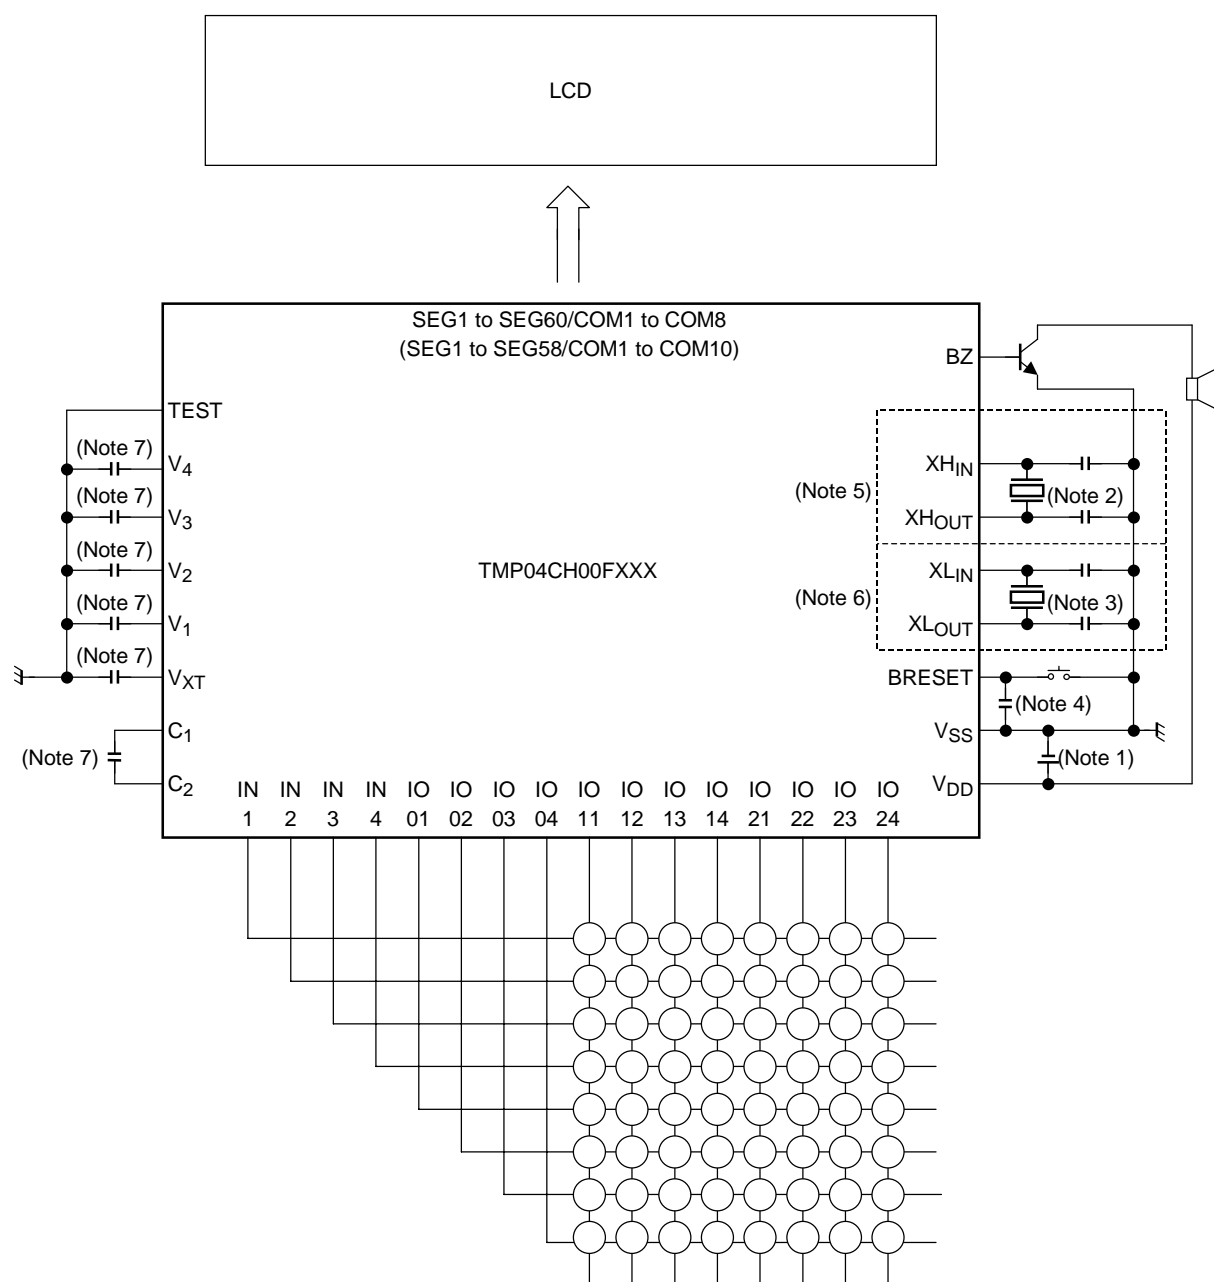 LCD
SEG1 to SEG60/COM1 to COM8
(SEG1 to SEG58/COM1 to COM10)
BZ
TEST
(Note 7)
V4
(Note 7)
V3
(Note 7)
V2
(Note 7)
V1
(Note 7)
VXT
C1
(Note 7)
C2
TMP04CH00FXXX
XHIN
(Note 5)
(Note 2)
XHOUT
XLIN
(Note 6)
(Note 3)
XLOUT
BRESET
(Note 4)
VSS
(Note 1)
VDD
IN IN IN IN IO IO IO IO IO IO IO IO IO IO IO IO
1 2 3 4 01 02 03 04 11 12 13 14 21 22 23 24